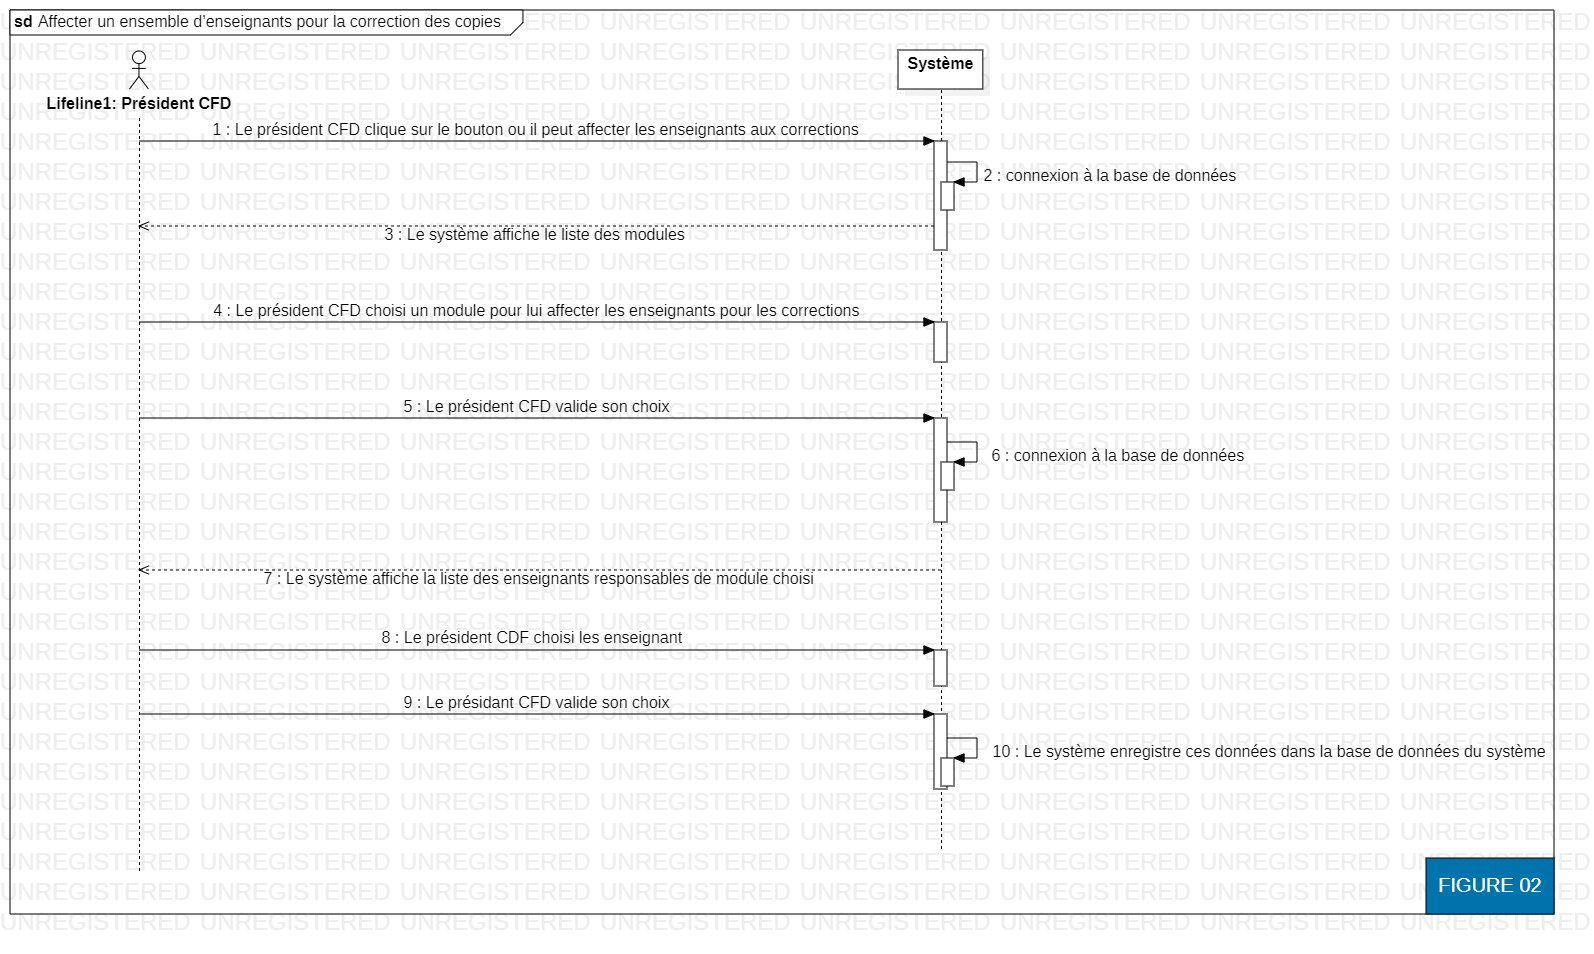 sd Affecter un ensemble d'enseignants pour la correction des copies
Lifeline1: Président CFD
Système
1 : Le président CFD clique sur le bouton ou il peut affecter les enseignants aux corrections
2 : connexion à la base de données
3 : Le système affiche le liste des modules
4 : Le président CFD choisi un module pour lui affecter les enseignants pour les corrections
5 : Le président CFD valide son choix
6 : connexion à la base de données
7 : Le système affiche la liste des enseignants responsables de module choisi
8 : Le président CDF choisi les enseignant
9 : Le présidant CFD valide son choix
10 : Le système enregistre ces données dans la base de données du système
FIGURE 02
UNREGISTERED